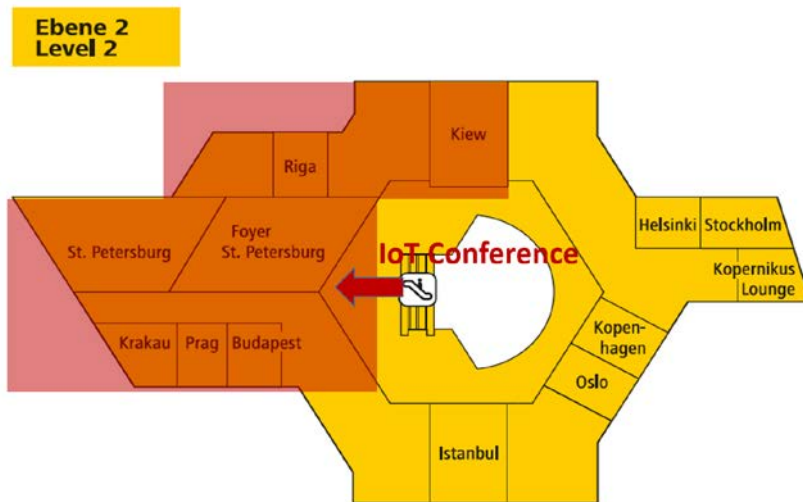 Ebene 2
Level 2
Kiew
Riga
Helsinki
Stockholm
Foyer
St. Petersburg
St. Petersburg
IoT Conference
Kopernikus
Lounge
Kopen-
hagen
Krakau
Prag
Budapest
Oslo
Istanbul